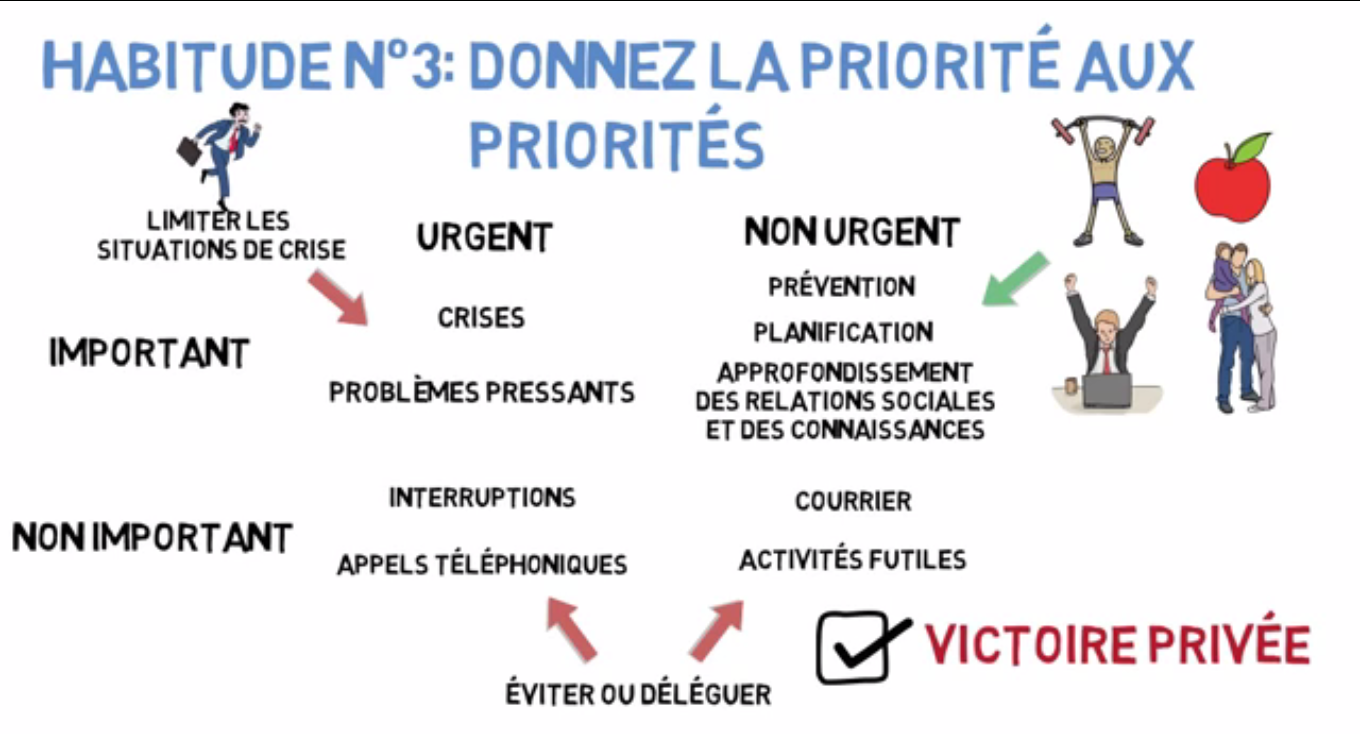 HABITUDE N°3: DONNEZ LA PRIORITÉ AUX
PRIORITÉS
LIMITER LES
SITUATIONS DE CRISE
URGENT
NON URGENT
IMPORTANT
CRISES
PROBLÈMES PRESSANTS
PRÉVENTION
PLANIFICATION
APPROFONDISSEMENT
DES RELATIONS SOCIALES
ET DES CONNAISSANCES
NON IMPORTANT
INTERRUPTIONS
APPELS TÉLÉPHONIQUES
COURRIER
ACTIVITÉS FUTILES
ÉVITER OU DÉLÉGUER
VICTOIRE PRIVÉE